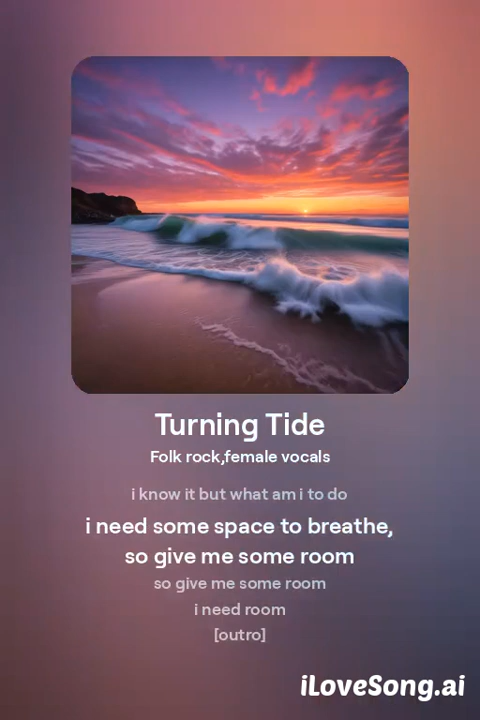 Turning Tide
Folk rock,female vocals
i know it but what am i to do
i need some space to breathe,
so give me some room
so give me some room
i need room
[outro]
iLoveSong.ai